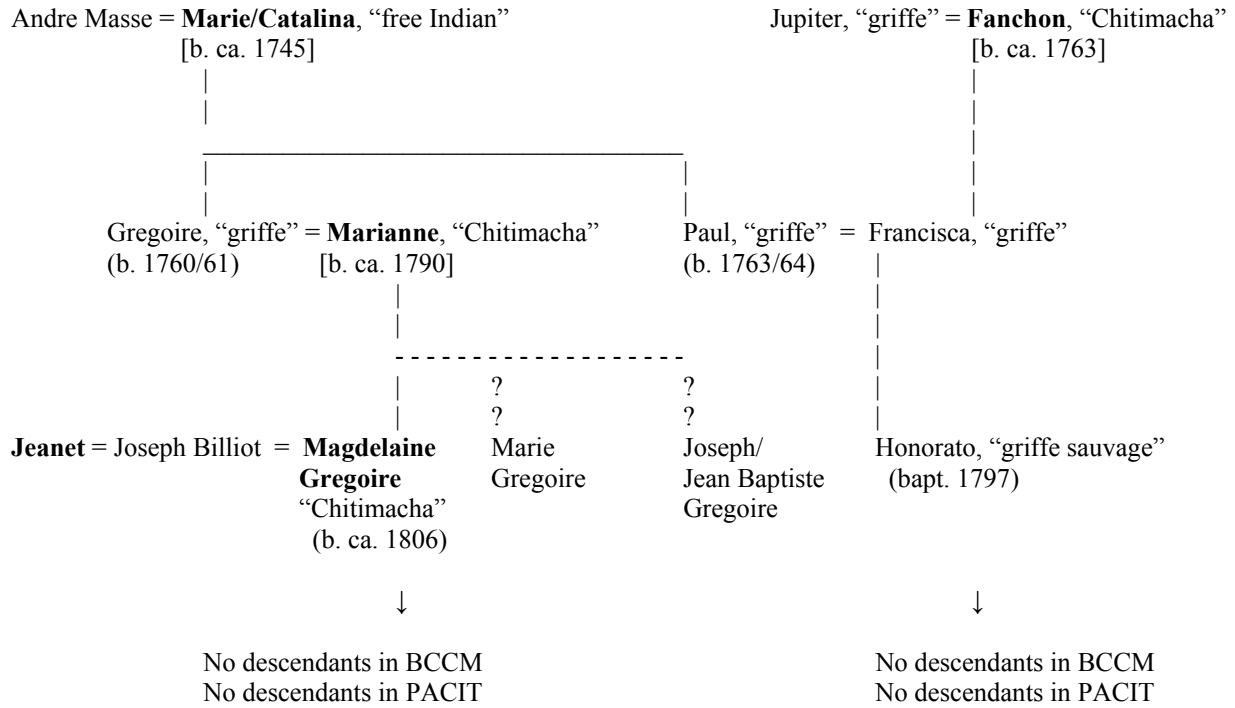 Andre Masse = Marie/Catalina, “free Indian” Jupiter, “griffe” = Fanchon, “Chitimacha”
[b. ca. 1745] [b. ca. 1763]
Gregoire, “griffe” = Marianne, “Chitimacha” Paul, “griffe” = Francisca, “griffe”
(b. 1760/61) [b. ca. 1790] (b. 1763/64)
? ?
? ?
Jeanet = Joseph Billiot = Magdelaine Marie Joseph/ Honorato, “griffe sauvage”
Gregoire Gregoire Jean Baptiste (bapt. 1797)
“Chitimacha” Gregoire
(b. ca. 1806)
↓ ↓
No descendants in BCCM No descendants in BCCM
No descendants in PACIT No descendants in PACIT